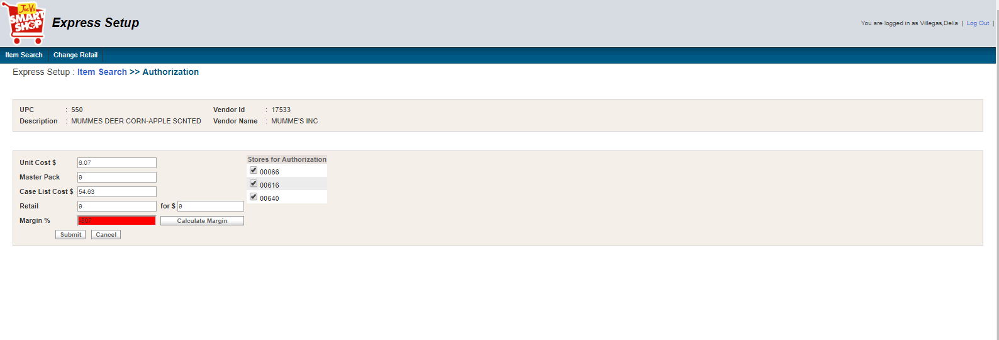 Joe V's
SMART
SHOP
Express Setup
You are logged in as Villegas,Delia | Log Out |
Item Search Change Retail
Express Setup : Item Search >> Authorization
UPC : 550 Vendor Id : 17533
Description : MUMMES DEER CORN-APPLE SCNTED Vendor Name : MUMME'S INC
Stores for Authorization
Unit Cost $ 6.07
00066
Master Pack 9
00616
Case List Cost $ 54.63
00640
Retail 9 for $ 9
Margin % Calculate Margin
Submit Cancel